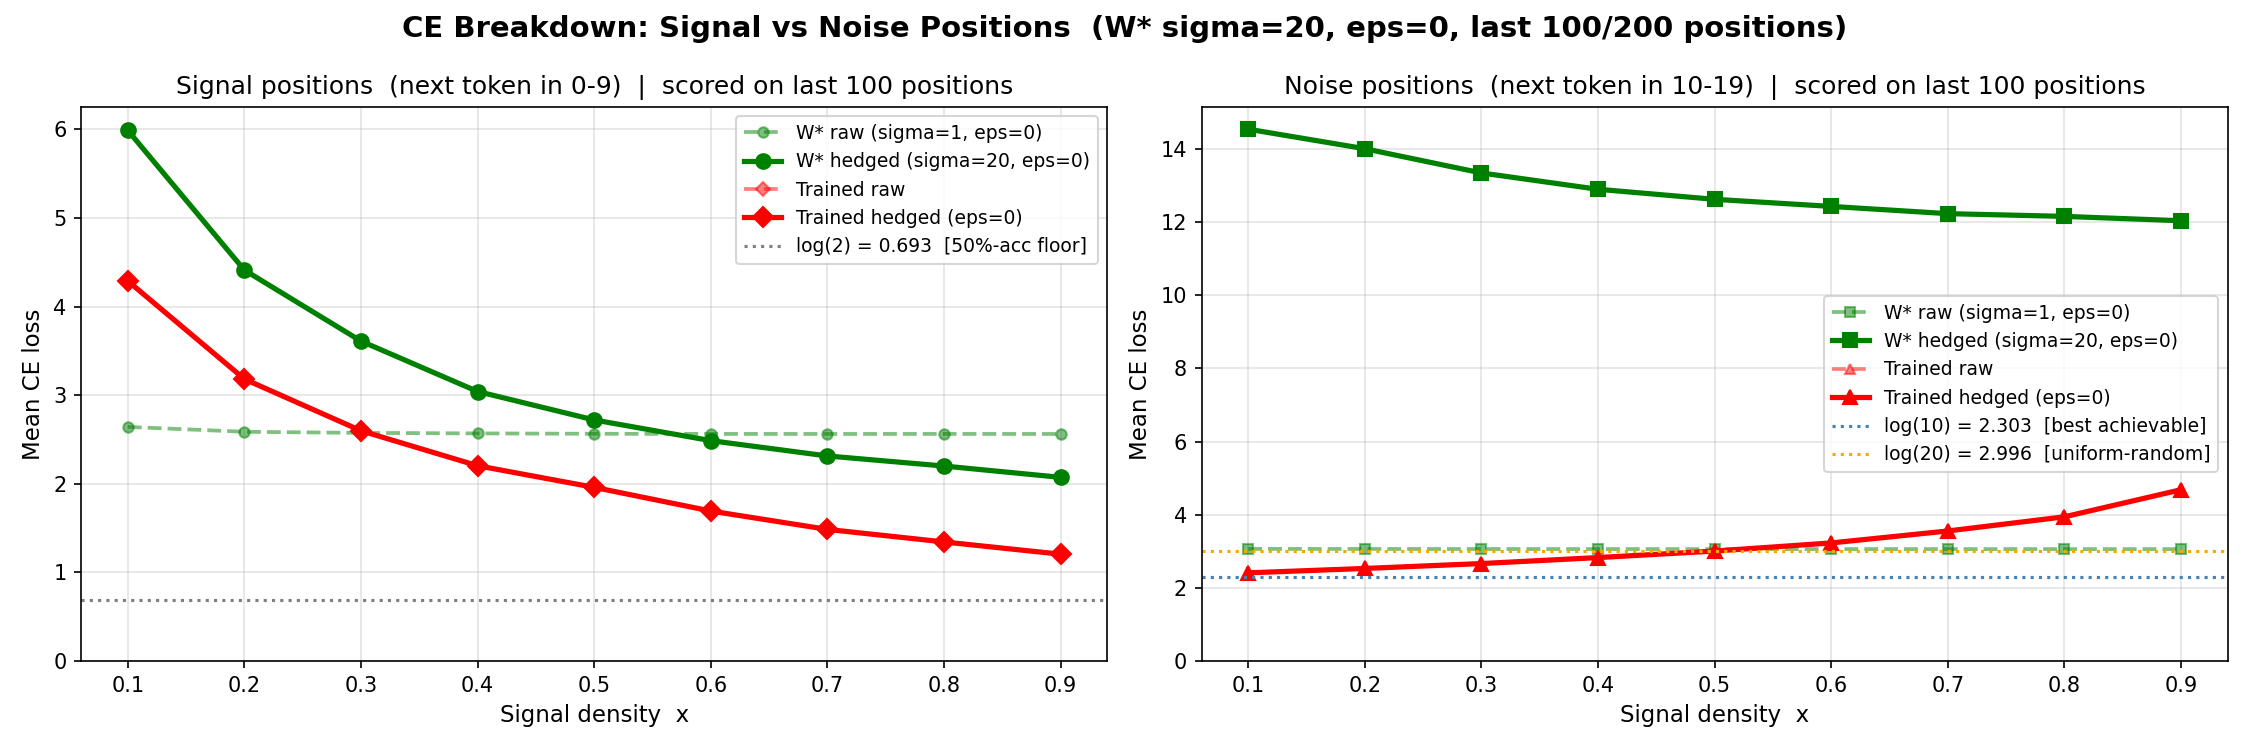 CE Breakdown: Signal vs Noise Positions (W* sigma=20, eps=0, last 100/200 positions)
Signal positions (next token in 0-9) | scored on last 100 positions
Mean CE loss
6
5
4
3
2
1
0
W* raw (sigma=1, eps=0)
W* hedged (sigma=20, eps=0)
Trained raw
Trained hedged (eps=0)
log(2) = 0.693 [50%-acc floor]
0.1 0.2 0.3 0.4 0.5 0.6 0.7 0.8 0.9
Signal density x
Noise positions (next token in 10-19) | scored on last 100 positions
Mean CE loss
14
12
10
8
6
4
2
0
W* raw (sigma=1, eps=0)
W* hedged (sigma=20, eps=0)
Trained raw
Trained hedged (eps=0)
log(10) = 2.303 [best achievable]
log(20) = 2.996 [uniform-random]
0.1 0.2 0.3 0.4 0.5 0.6 0.7 0.8 0.9
Signal density x